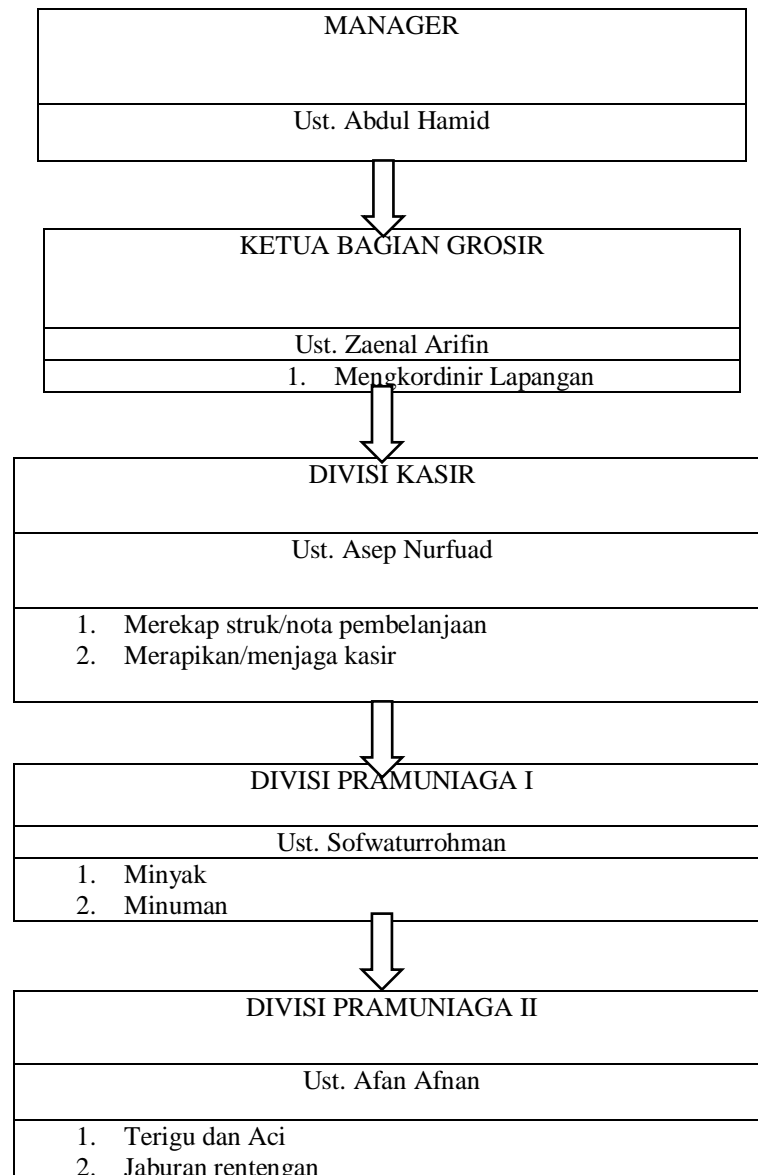 MANAGER
Ust. Abdul Hamid
KETUA BAGIAN GROSIR
Ust. Zaenal Arifin
1. Mengkordinir Lapangan
DIVISI KASIR
Ust. Asep Nurfuad
1. Merekap struk/nota pembelanjaan
2. Merapikan/menjaga kasir
DIVISI PRAMUNIAGA I
Ust. Sofwaturrohman
1. Minyak
2. Minuman
DIVISI PRAMUNIAGA II
Ust. Afan Afnan
1. Terigu dan Aci
2. Jaburan rentengan